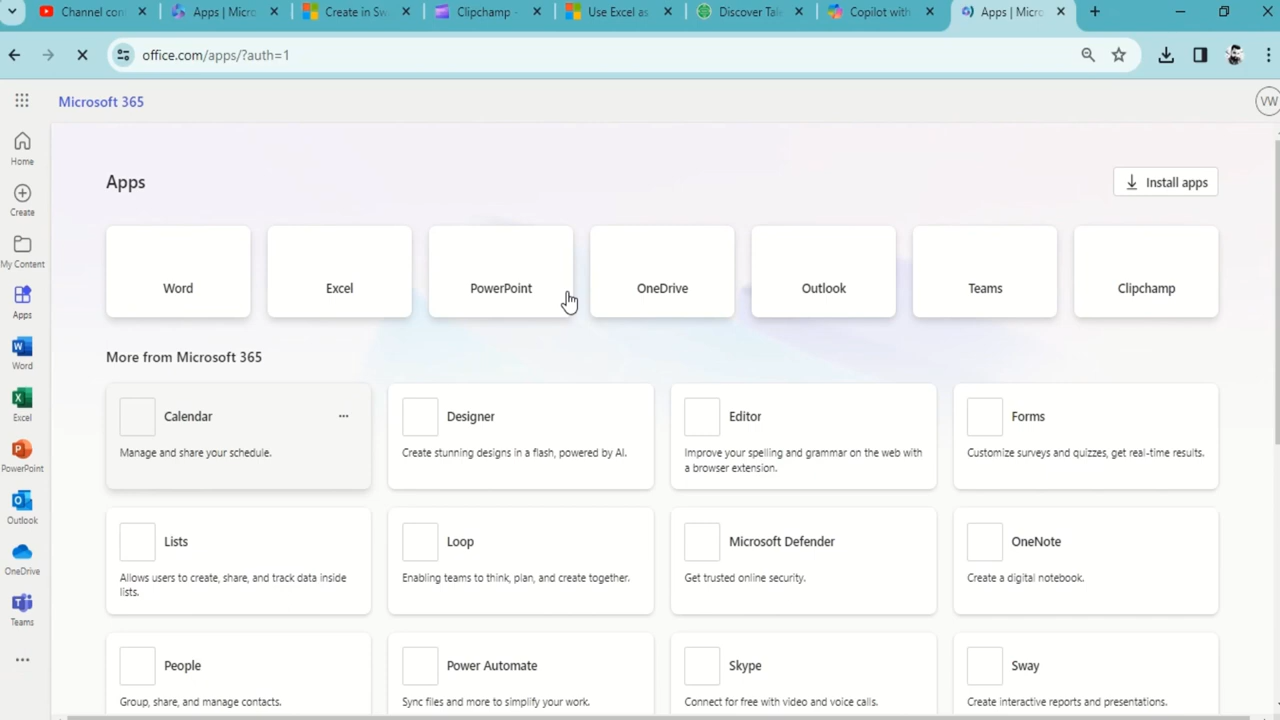 Channel con
Apps | Micro
Create in Sw
Clipchamp -
Use Excel as
Discover Tal
Copilot with
Apps | Micro
office.com/apps/?auth=1
Microsoft 365
VW
Home
Create
My Content
Apps
Word
Excel
PowerPoint
Outlook
OneDrive
Teams
Apps
Install apps
Word
Excel
PowerPoint
OneDrive
Outlook
Teams
Clipchamp
More from Microsoft 365
Calendar
Manage and share your schedule.
Designer
Create stunning designs in a flash, powered by AI.
Editor
Improve your spelling and grammar on the web with
a browser extension.
Forms
Customize surveys and quizzes, get real-time results.
Lists
Allows users to create, share, and track data inside
lists.
Loop
Enabling teams to think, plan, and create together.
Microsoft Defender
Get trusted online security.
OneNote
Create a digital notebook.
People
Group, share, and manage contacts.
Power Automate
Sync files and more to simplify your work.
Skype
Connect for free with video and voice calls.
Sway
Create interactive reports and presentations.